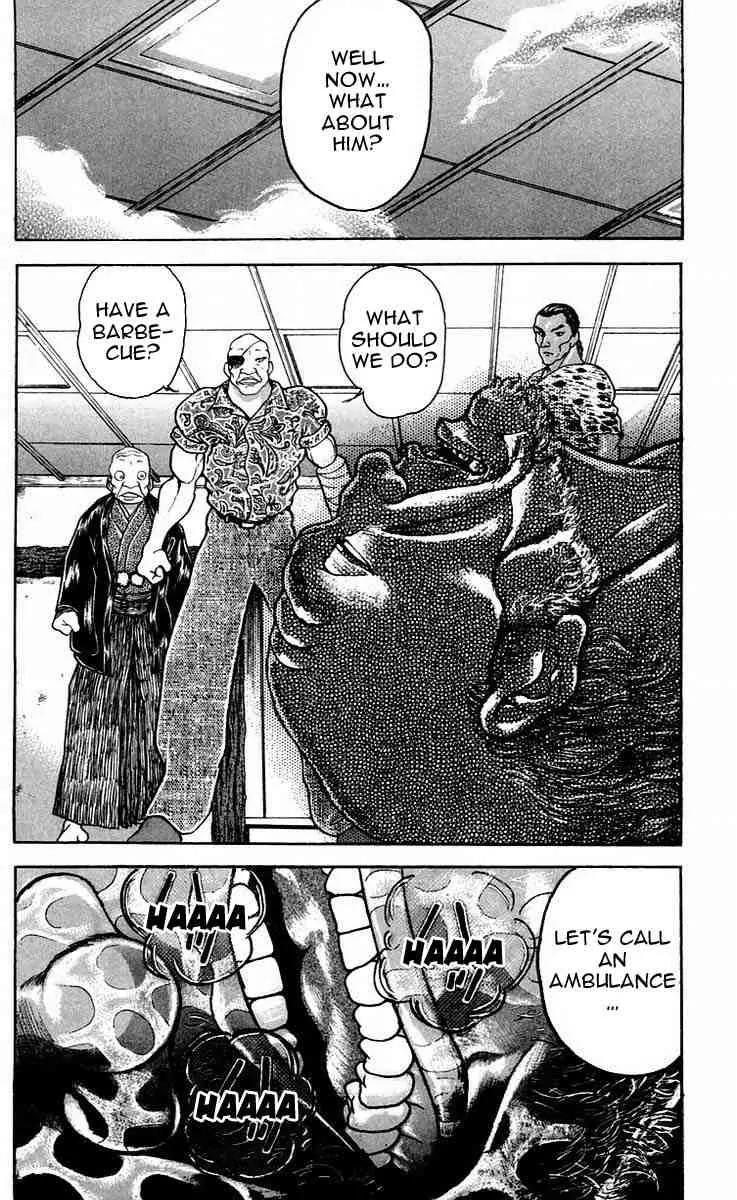 WELL
NOW...
WHAT
ABOUT
HIM?
HAVE A
BARBE-
CUE?
WHAT
SHOULD
WE DO?
HAAAA
HAAAA
HAAAA
LET'S CALL
AN
AMBULANCE
...